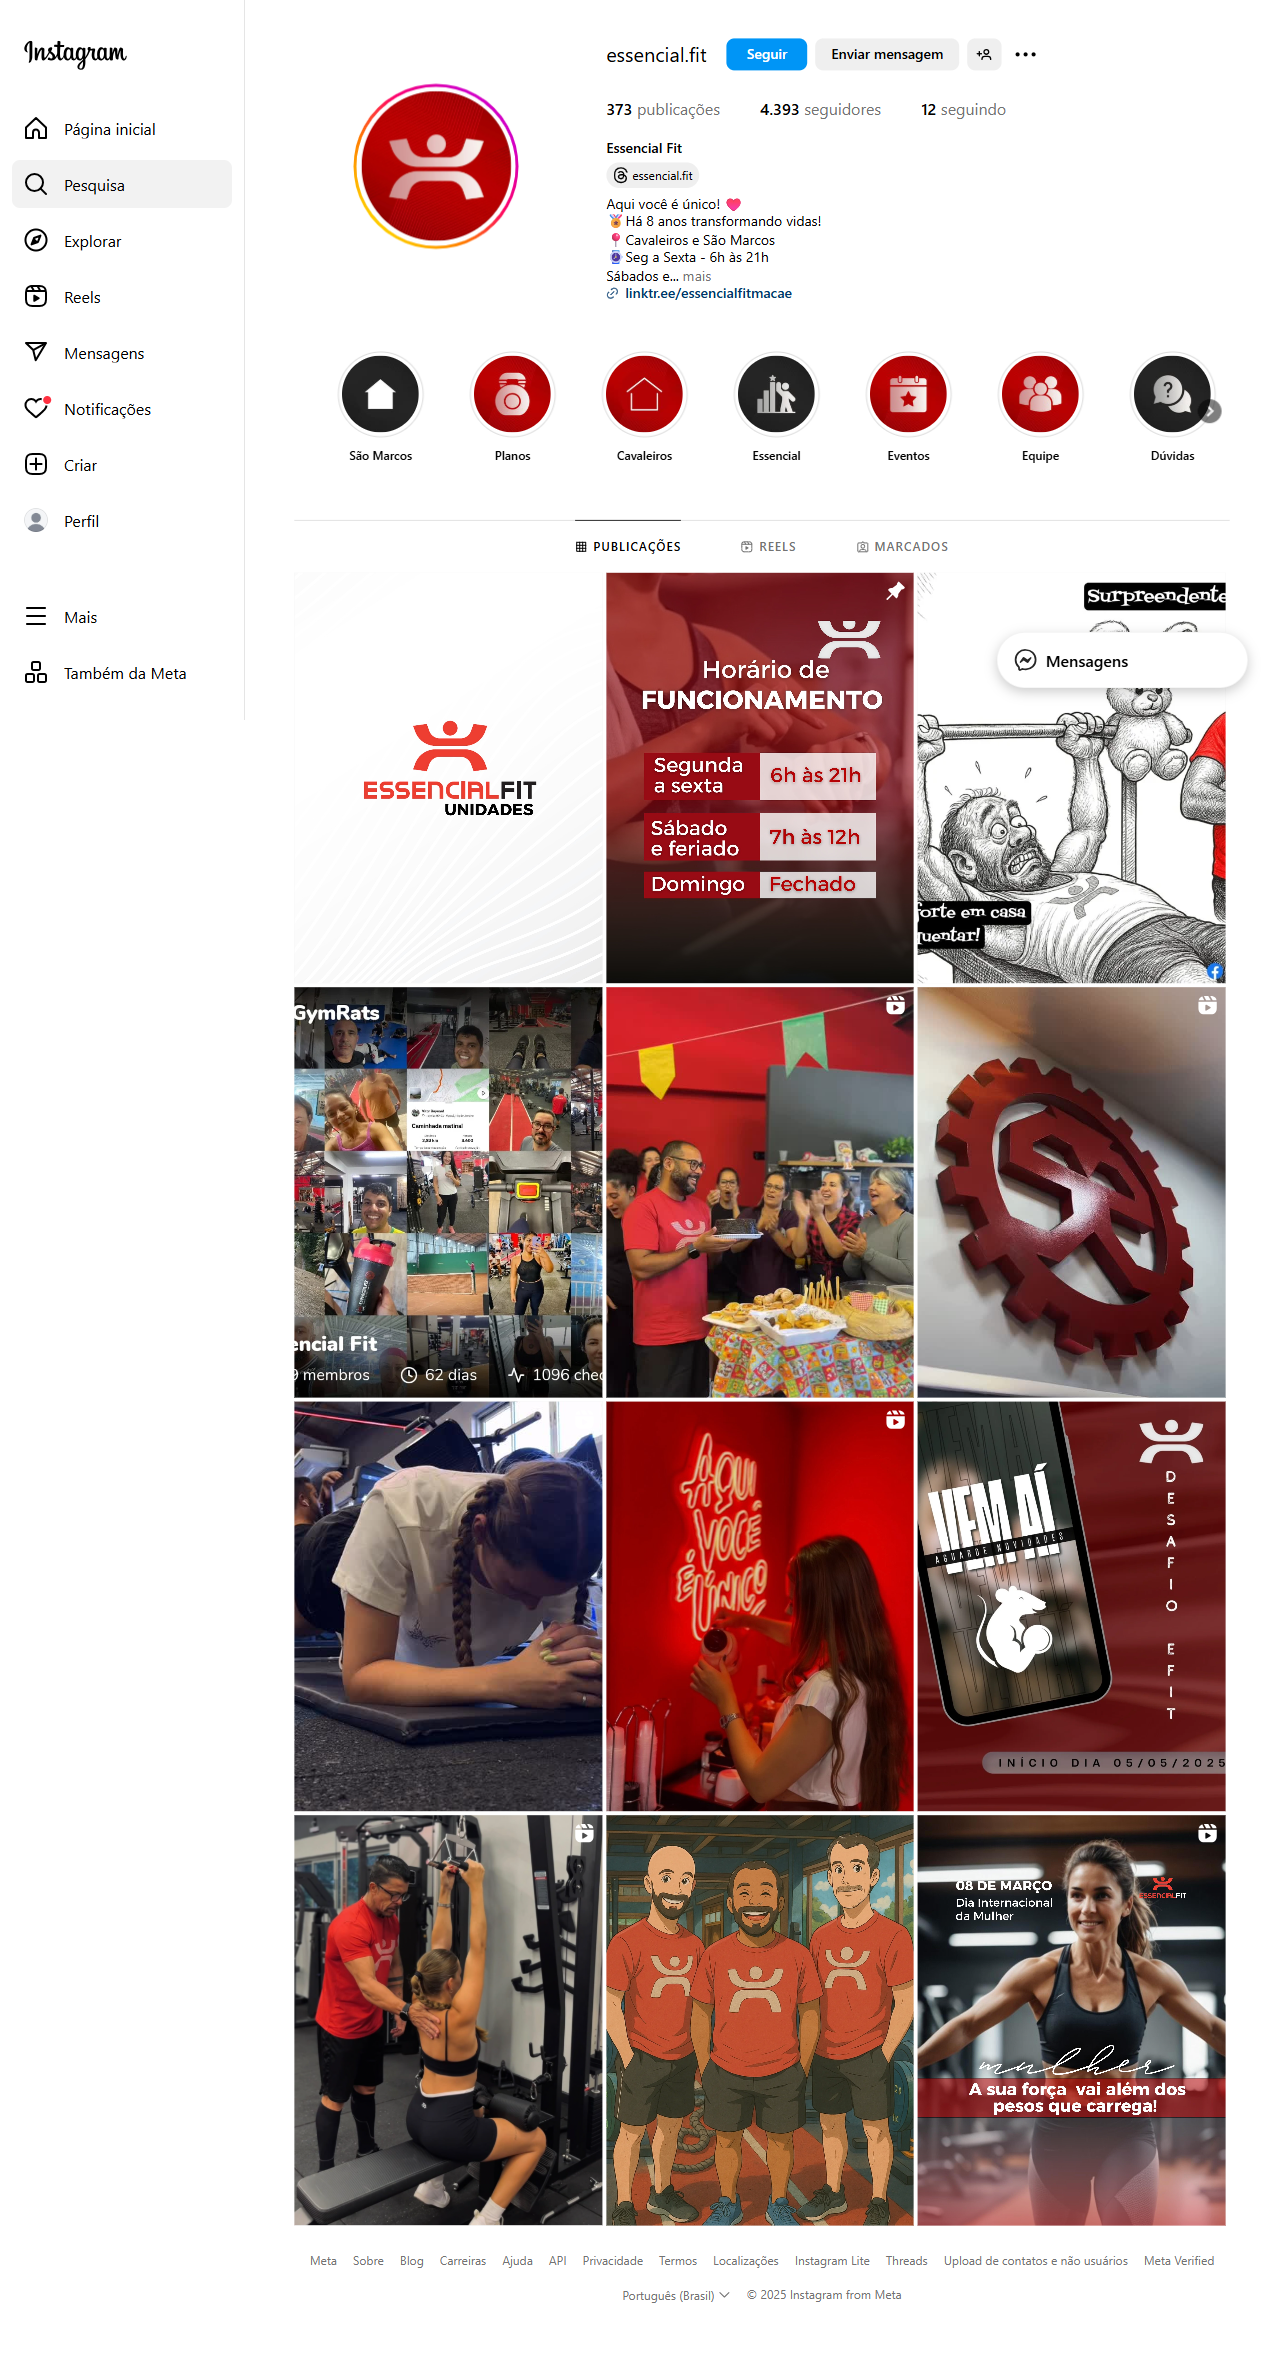 Instagram
Página inicial
Pesquisa
Explorar
Reels
Mensagens
Notificações
Criar
Perfil
Mais
Também da Meta
essencial.fit
Seguir
Enviar mensagem
373 publicações
4.393 seguidores
12 seguindo
Essencial Fit
essencial.fit
Aqui você é único!
Há 8 anos transformando vidas!
Cavaleiros e São Marcos
Seg a Sexta - 6h às 21h
Sábados e... mais
linktr.ee/essencialfitmacae
São Marcos
Planos
Cavaleiros
Essencial
Eventos
Equipe
Dúvidas
PUBLICAÇÕES
REELS
MARCADOS
ESSENCIALFIT
UNIDADES
Horário de
FUNCIONAMENTO
Segunda
a sexta
6h às 21h
Sábado
e feriado
7h às 12h
Domingo
Fechado
Surpreendente
Mensagens
forte em casa
quentar!
GymRats
Caminhada matinal
encial Fit
9 membros
62 dias
1096 chec
AQUI
VOCÊ
É ÚNICO
VEM AÍ
AGUARDE NOVIDADES
DESAFIO EFIT
INÍCIO DIA 05/05/2025
08 DE MARÇO
Dia Internacional
da Mulher
ESSENCIALFIT
mulher
A sua força vai além dos
pesos que carrega!
Meta
Sobre
Blog
Carreiras
Ajuda
API
Privacidade
Termos
Localizações
Instagram Lite
Threads
Upload de contatos e não usuários
Meta Verified
Português (Brasil)
© 2025 Instagram from Meta